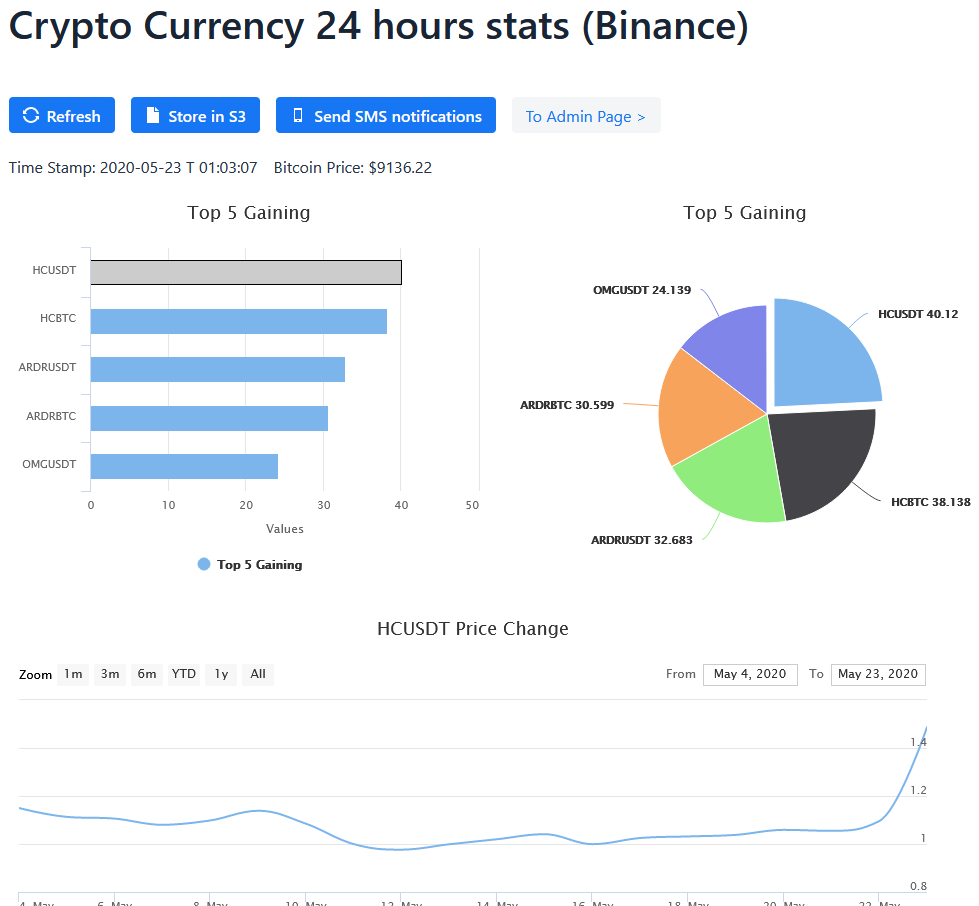 Crypto Currency 24 hours stats (Binance)
Refresh Store in S3 Send SMS notifications To Admin Page >
Time Stamp: 2020-05-23 T 01:03:07 Bitcoin Price: $9136.22
Top 5 Gaining
HCUSDT
HCBTC
ARDRUSDT
ARDRBTC
OMGUSDT
0 10 20 30 40 50
Values
Top 5 Gaining
Top 5 Gaining
OMGUSDT 24.139
HCUSDT 40.12
ARDRBTC 30.599
HCBTC 38.138
ARDRUSDT 32.683
HCUSDT Price Change
Zoom 1m 3m 6m YTD 1y All From May 4, 2020 To May 23, 2020
1.4
1.2
1
0.8
4. May 6. May 8. May 10. May 12. May 14. May 16. May 18. May 20. May 22. May